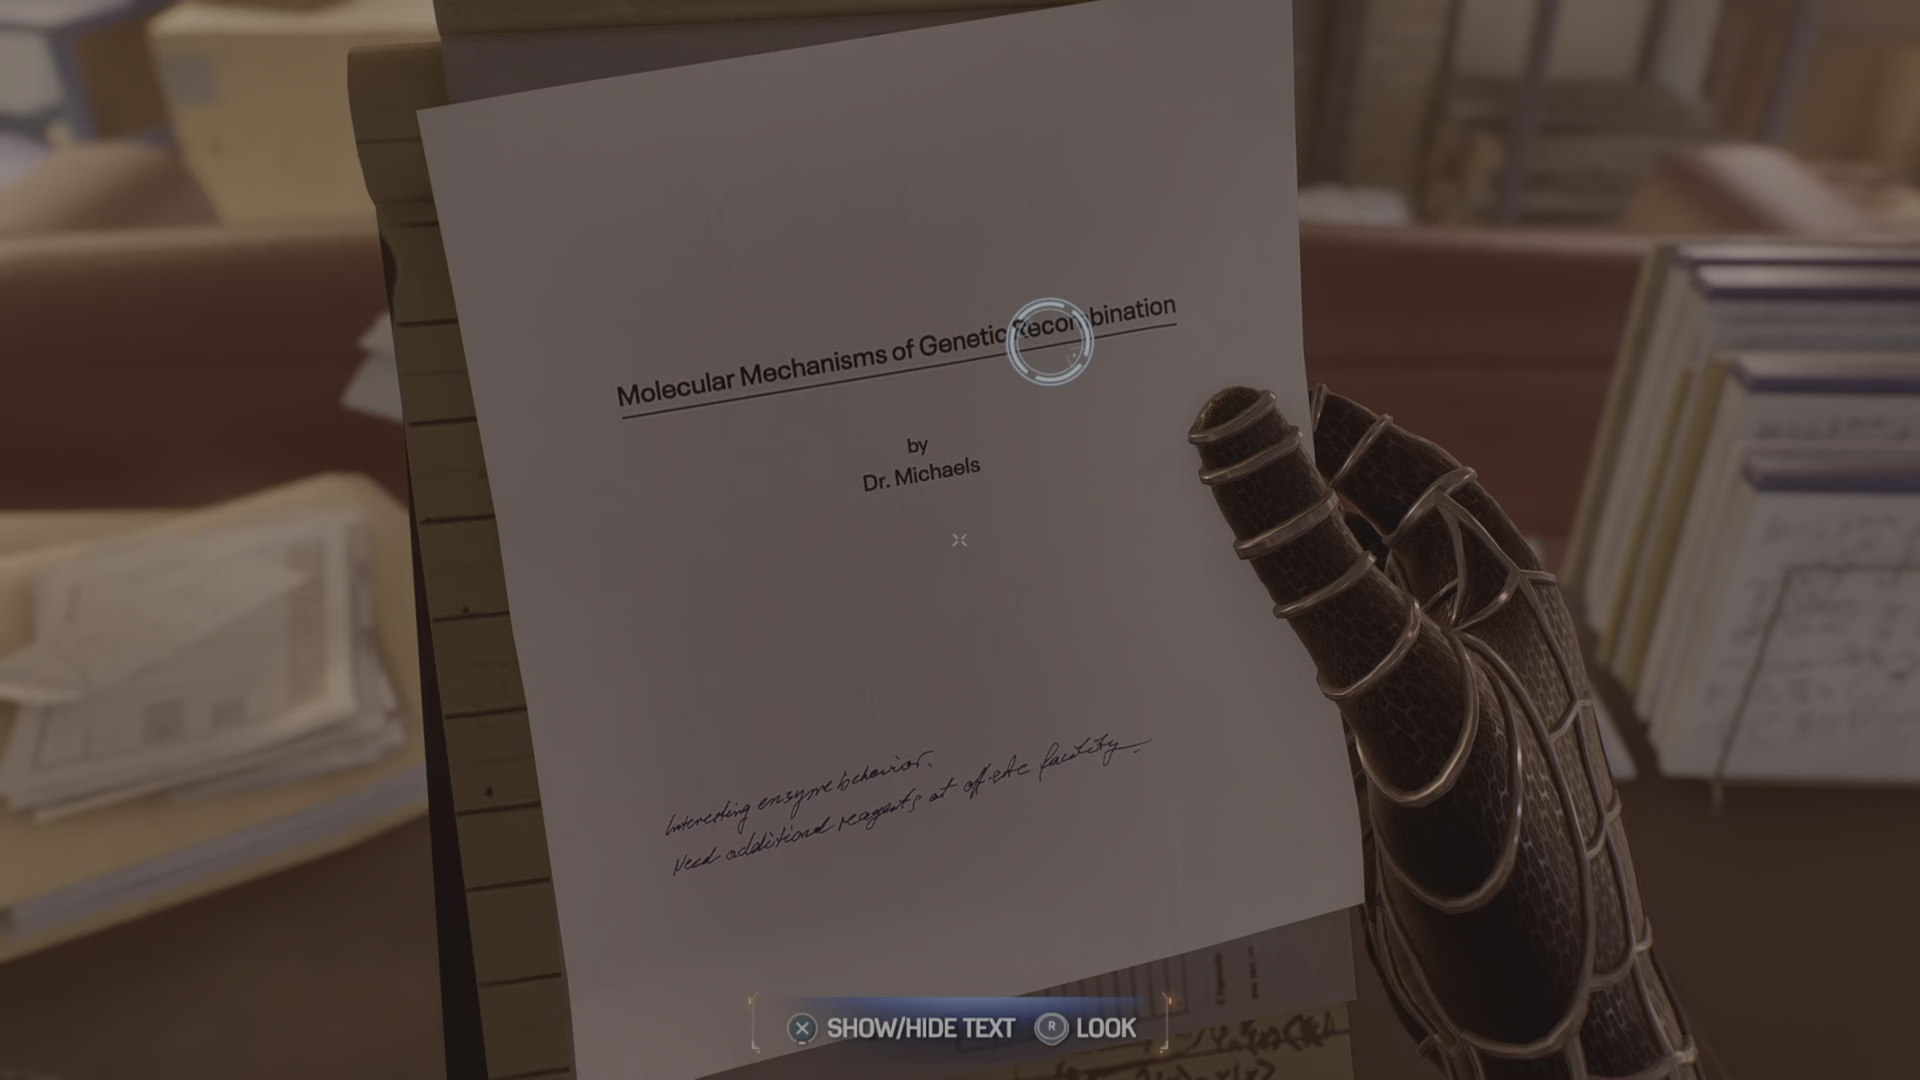 Molecular Mechanisms of Genetic Recombination
by
Dr. Michaels
Interesting enzyme behavior.
Need additional reagents at off-site facility.
SHOW/HIDE TEXT R LOOK